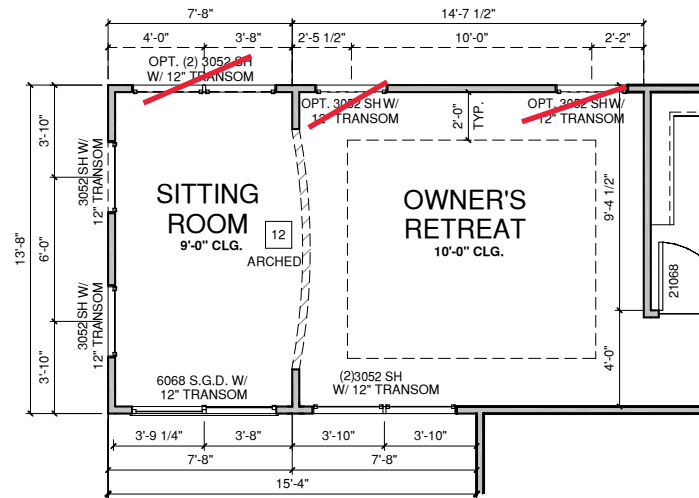 7'-8"
14'-7 1/2"
4'-0"
3'-8"
2'-5 1/2"
10'-0"
2'-2"
OPT. (2) 3052 SH
W/ 12" TRANSOM
OPT. 3052 SH W/
12" TRANSOM
OPT. 3052 SH W/
12" TRANSOM
2'-0"
TYP.
3'-10"
3052 SH W/
12" TRANSOM
13'-8"
6'-0"
SITTING
ROOM
9'-0" CLG.
12
ARCHED
OWNER'S
RETREAT
10'-0" CLG.
9'-4 1/2"
21068
3052 SH W/
12" TRANSOM
3'-10"
4'-0"
6068 S.G.D. W/
12" TRANSOM
(2)3052 SH
W/ 12" TRANSOM
3'-9 1/4"
3'-8"
3'-10"
3'-10"
7'-8"
7'-8"
15'-4"